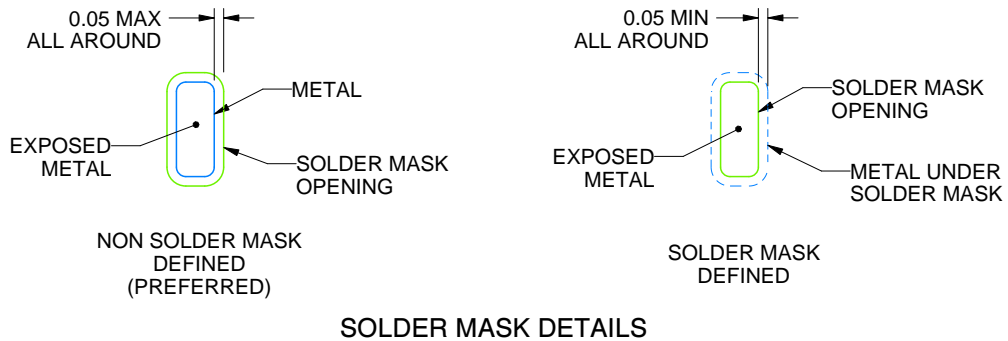 0.05 MAX
ALL AROUND
METAL
EXPOSED
METAL
SOLDER MASK
OPENING
NON SOLDER MASK
DEFINED
(PREFERRED)
0.05 MIN
ALL AROUND
SOLDER MASK
OPENING
EXPOSED
METAL
METAL UNDER
SOLDER MASK
SOLDER MASK
DEFINED
SOLDER MASK DETAILS